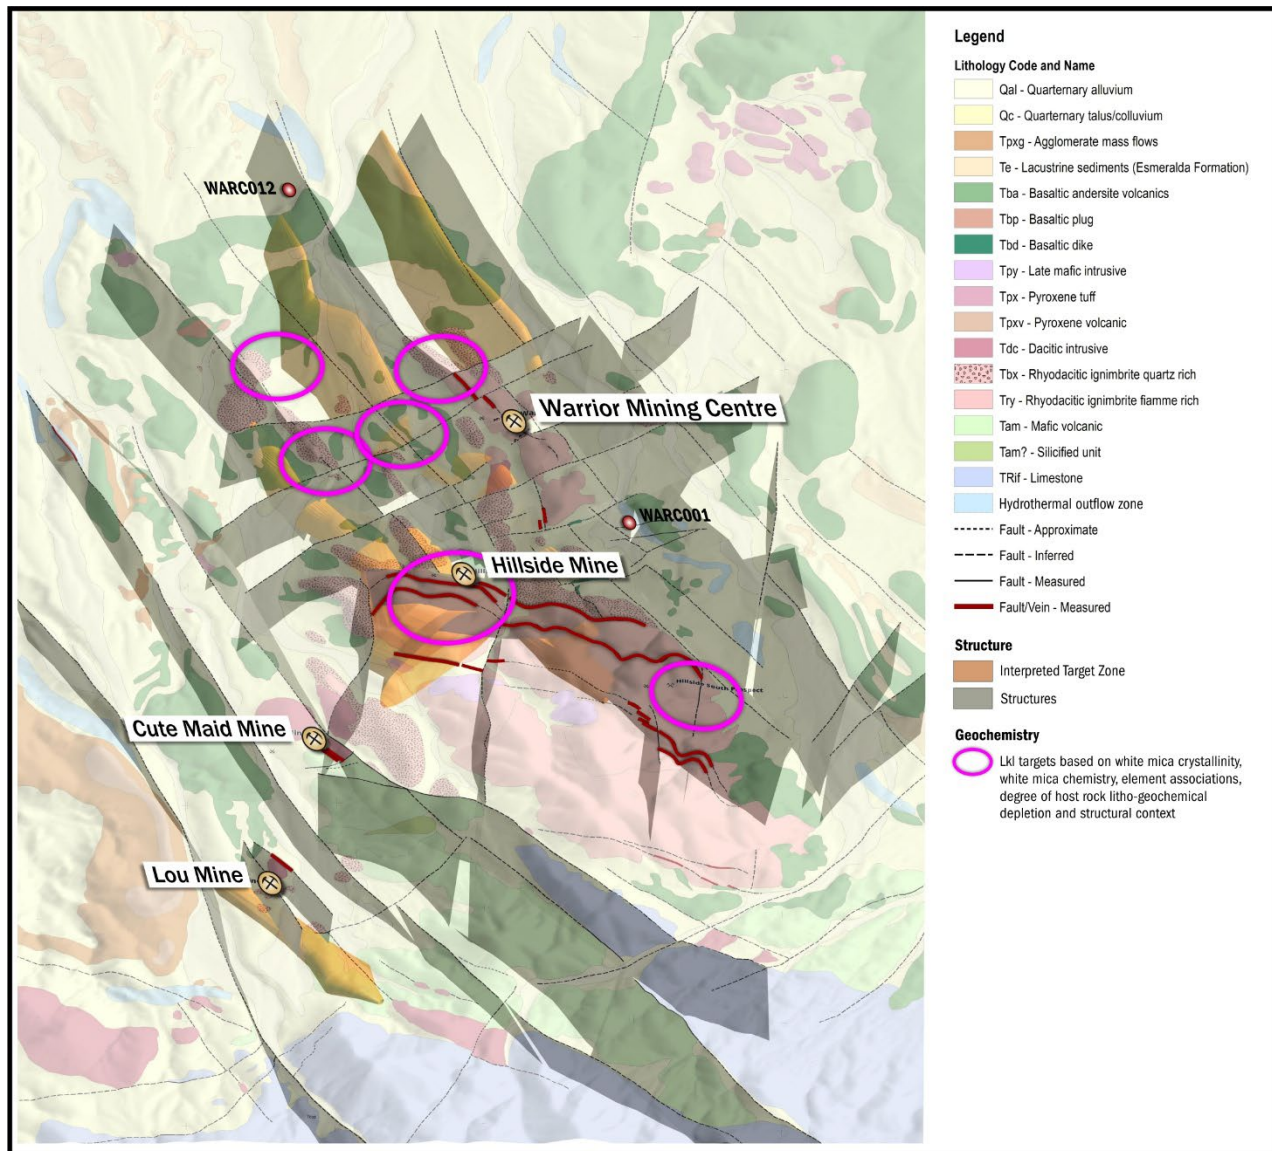 WARC012
Warrior Mining Centre
WARC001
Hillside Mine
Hillside South Prospect
Cute Maid Mine
Lou Mine
Legend
Lithology Code and Name
Qal - Quarternary alluvium
Qc - Quarternary talus/colluvium
Tpxg - Agglomerate mass flows
Te - Lacustrine sediments (Esmeralda Formation)
Tba - Basaltic andersite volcanics
Tbp - Basaltic plug
Tbd - Basaltic dike
Tpy - Late mafic intrusive
Tpx - Pyroxene tuff
Tpxv - Pyroxene volcanic
Tdc - Dacitic intrusive
Tbx - Rhyodacitic ignimbrite quartz rich
Try - Rhyodacitic ignimbrite fiamme rich
Tam - Mafic volcanic
Tam? - Silicified unit
TRif - Limestone
Hydrothermal outflow zone
Fault - Approximate
Fault - Inferred
Fault - Measured
Fault/Vein - Measured
Structure
Interpreted Target Zone
Structures
Geochemistry
Lkl targets based on white mica crystallinity,
white mica chemistry, element associations,
degree of host rock litho-geochemical
depletion and structural context